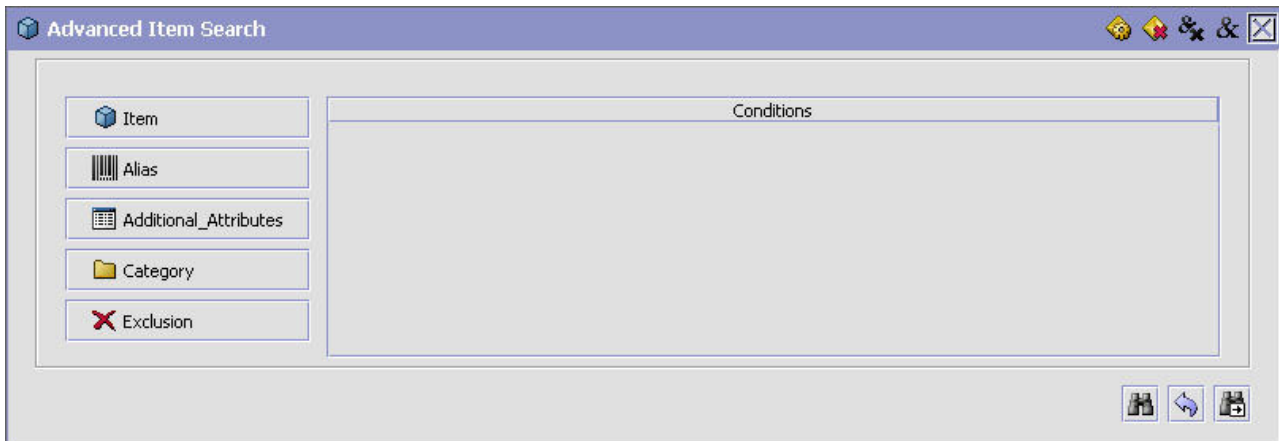 Advanced Item Search
Item
Alias
Additional_Attributes
Category
Exclusion
Conditions